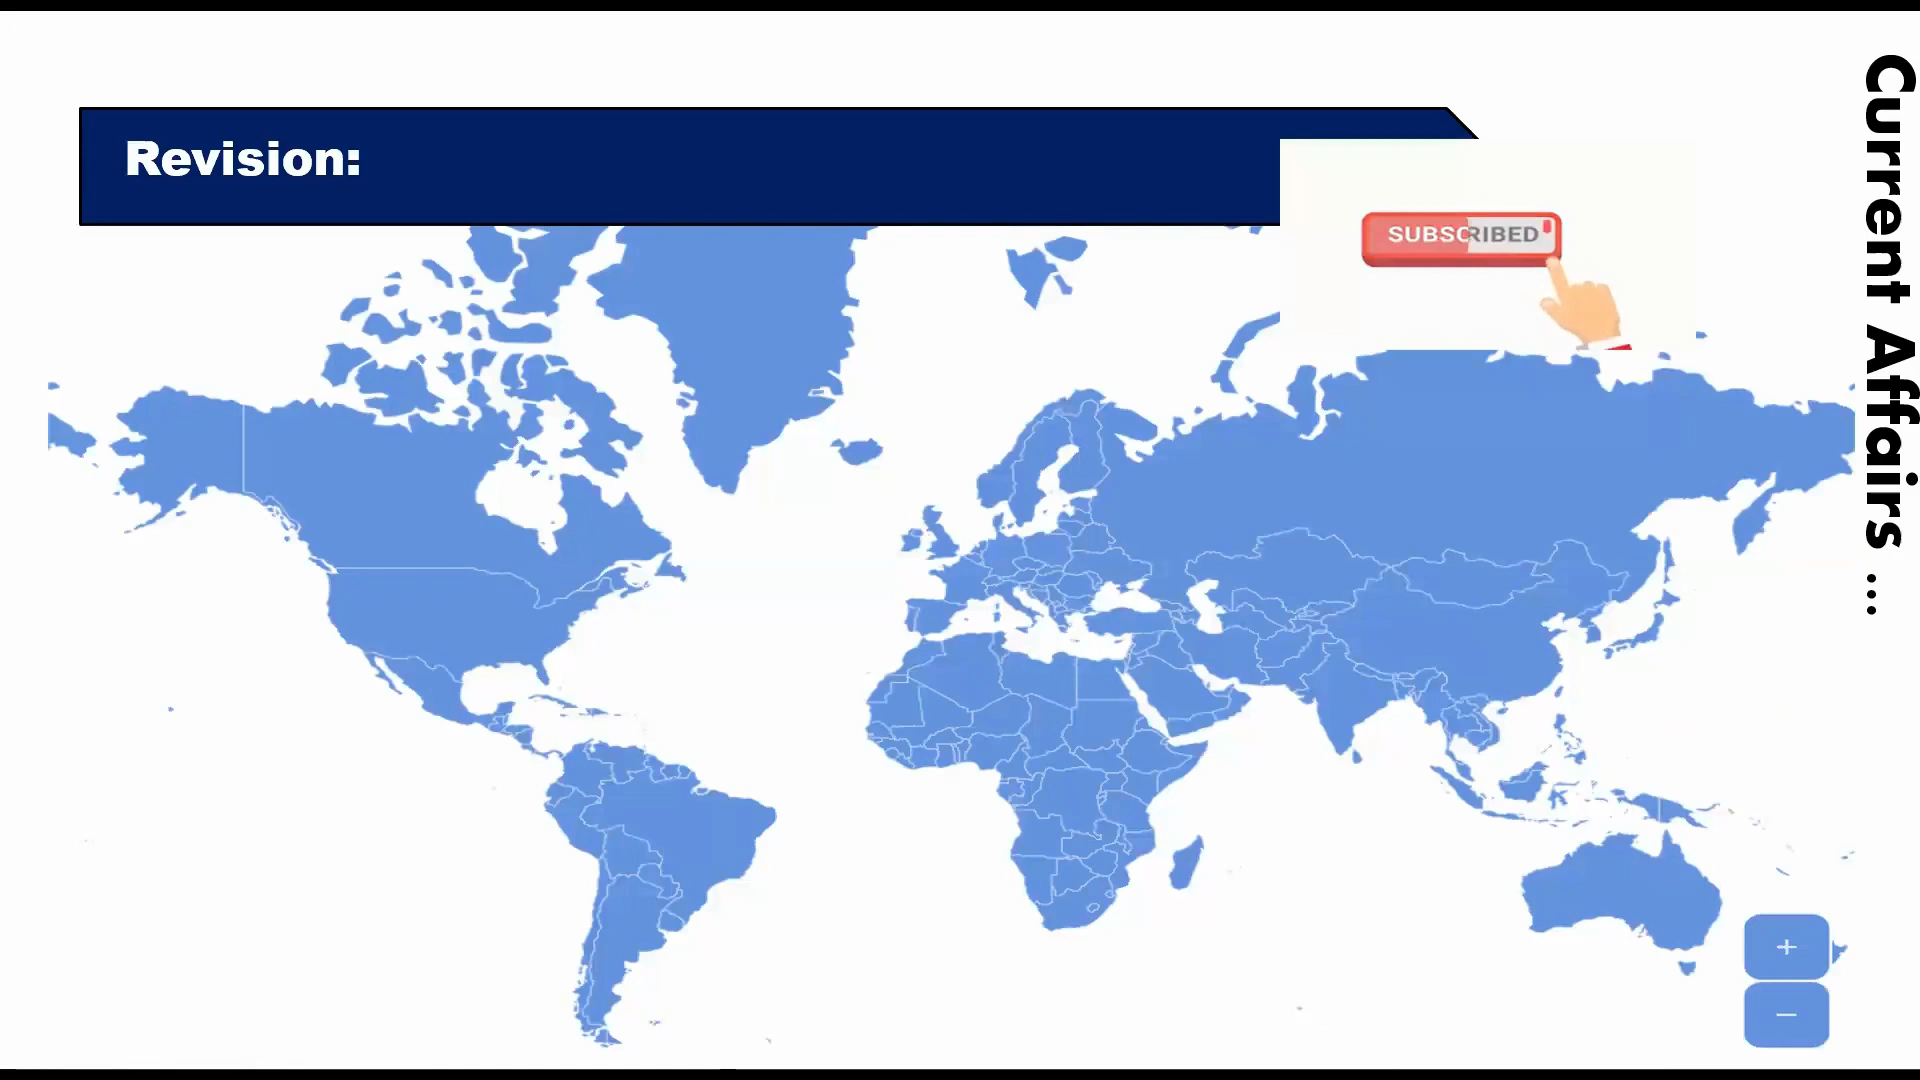 Revision:
SUBSCRIBED
Current Affairs ...
+
−